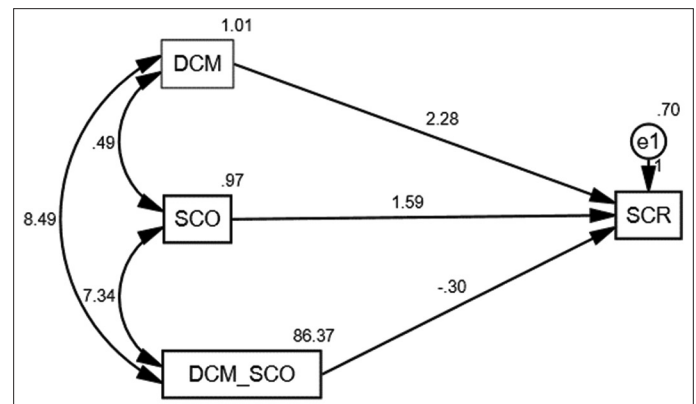 1.01
DCM
2.28
.70
e1
1
.49
.97
SCO
1.59
SCR
8.49
7.34
-.30
86.37
DCM_SCO